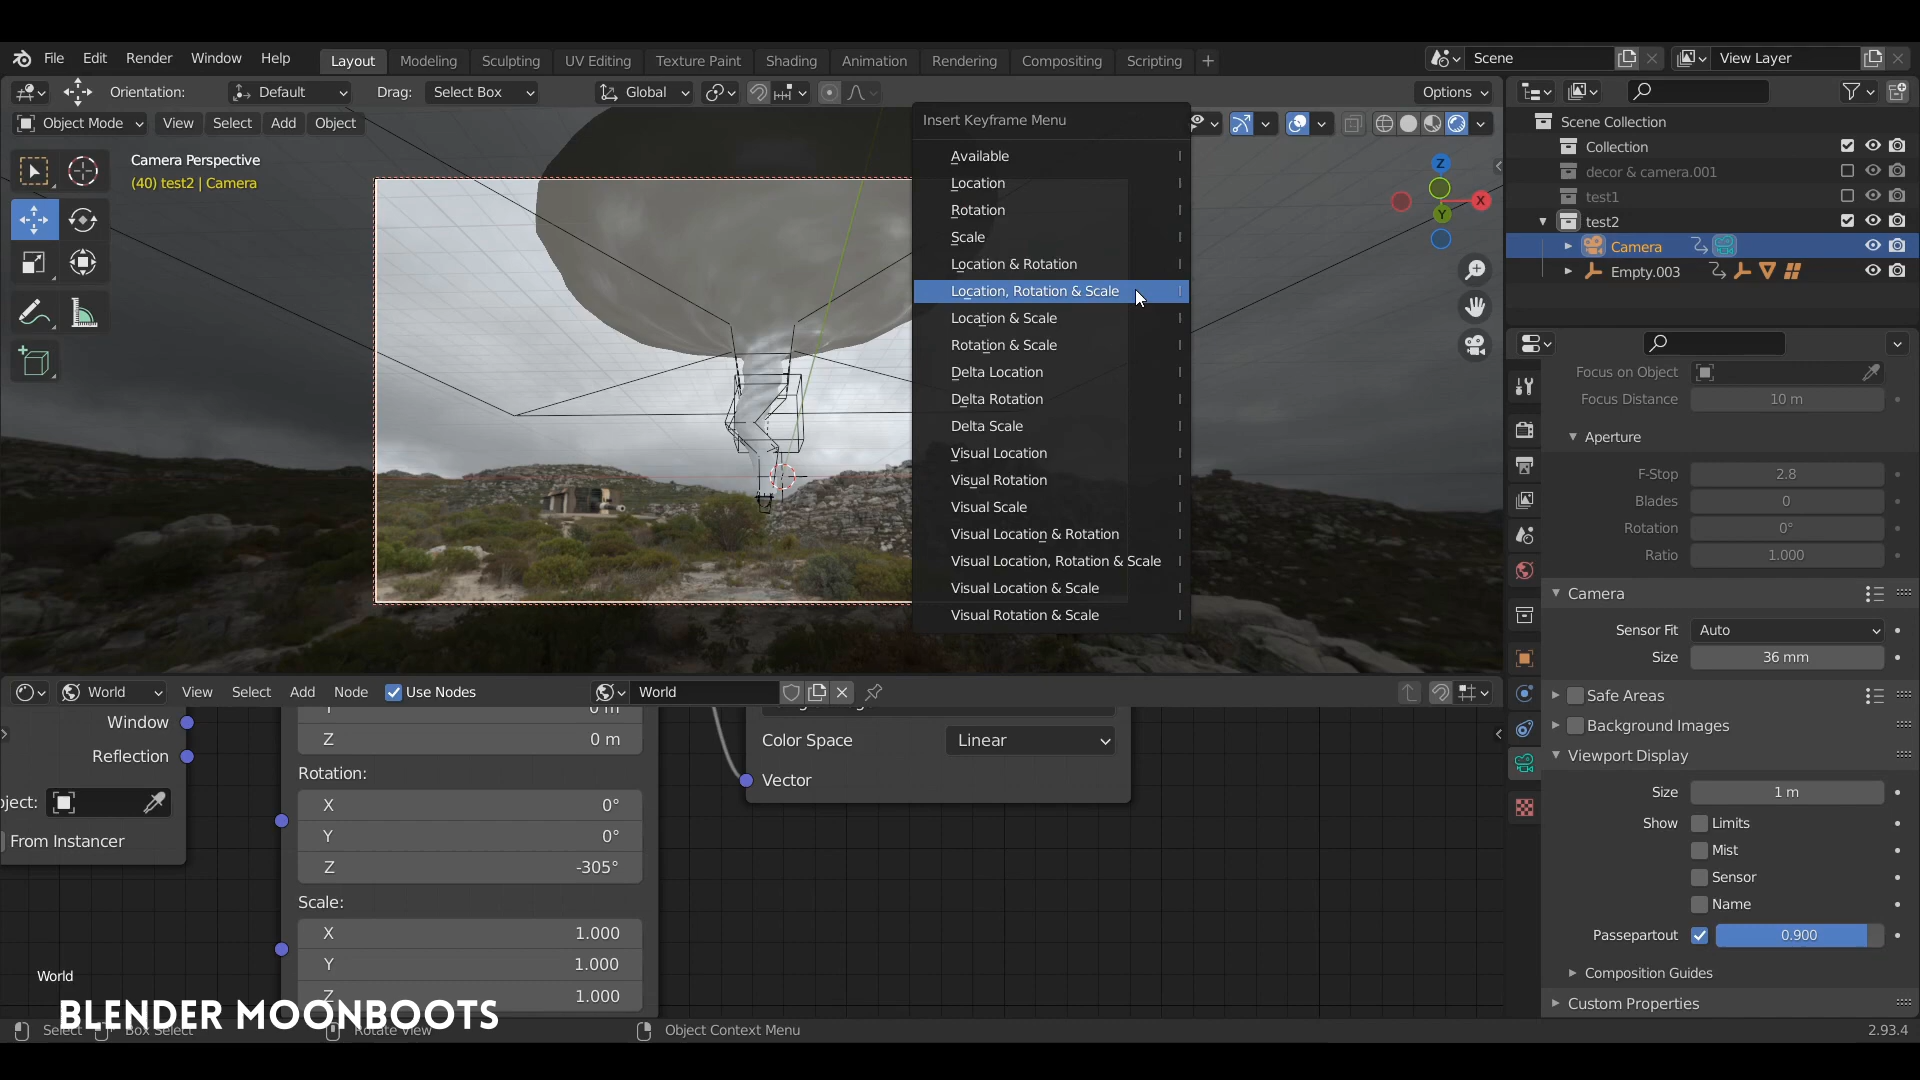 File Edit Render Window Help
Layout Modeling Sculpting UV Editing Texture Paint Shading Animation Rendering Compositing Scripting +
Scene
View Layer
Orientation: Default Drag: Select Box Global Options
Object Mode View Select Add Object
Camera Perspective
(40) test2 | Camera
Insert Keyframe Menu
Available I
Location I
Rotation I
Scale I
Location & Rotation I
Location, Rotation & Scale I
Location & Scale I
Rotation & Scale I
Delta Location I
Delta Rotation I
Delta Scale I
Visual Location I
Visual Rotation I
Visual Scale I
Visual Location & Rotation I
Visual Location, Rotation & Scale I
Visual Location & Scale I
Visual Rotation & Scale I
Z
X
Y
Scene Collection
Collection
decor & camera.001
test1
test2
Camera
Empty.003
Focus on Object
Focus Distance 10 m
Aperture
F-Stop 2.8
Blades 0
Rotation 0°
Ratio 1.000
Camera
Sensor Fit Auto
Size 36 mm
Safe Areas
Background Images
Viewport Display
Size 1 m
Show Limits
Mist
Sensor
Name
Passepartout 0.900
Composition Guides
Custom Properties
World View Select Add Node Use Nodes World
Window
Reflection
ject:
From Instancer
Z 0 m
Rotation:
X 0°
Y 0°
Z -305°
Scale:
X 1.000
Y 1.000
Z 1.000
Color Space Linear
Vector
World
BLENDER MOONBOOTS
Select Box Select Rotate View Object Context Menu 2.93.4